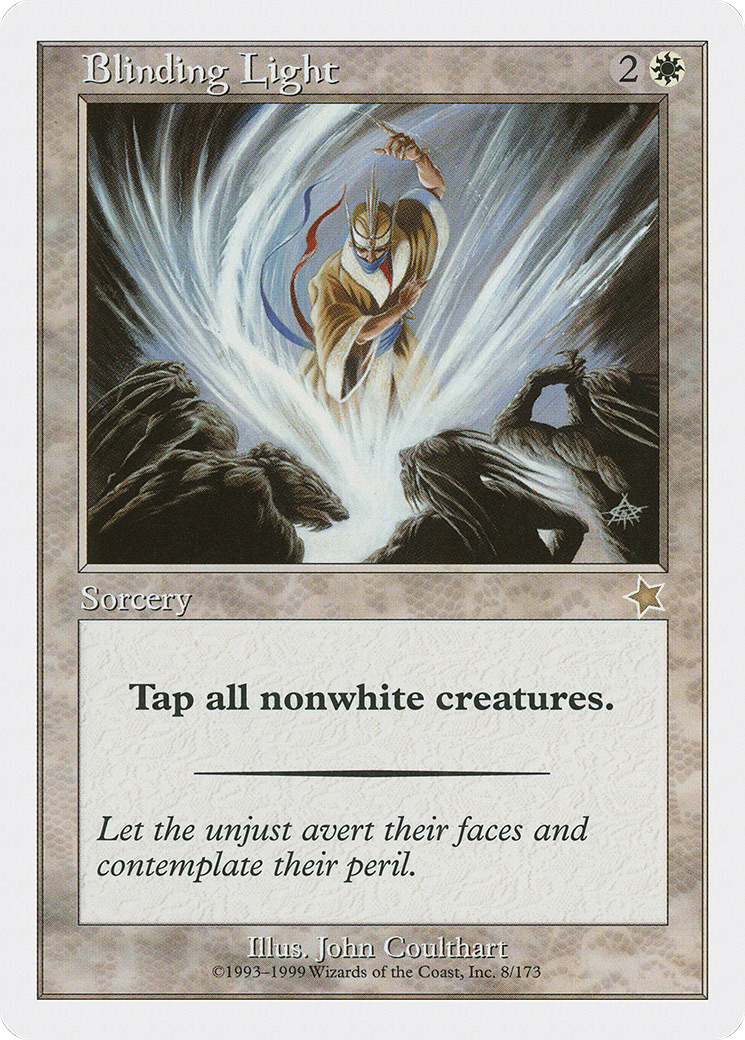 Blinding Light 2
Sorcery
Tap all nonwhite creatures.
Let the unjust avert their faces and
contemplate their peril.
Illus. John Coulthart
©1993–1999 Wizards of the Coast, Inc. 8/173